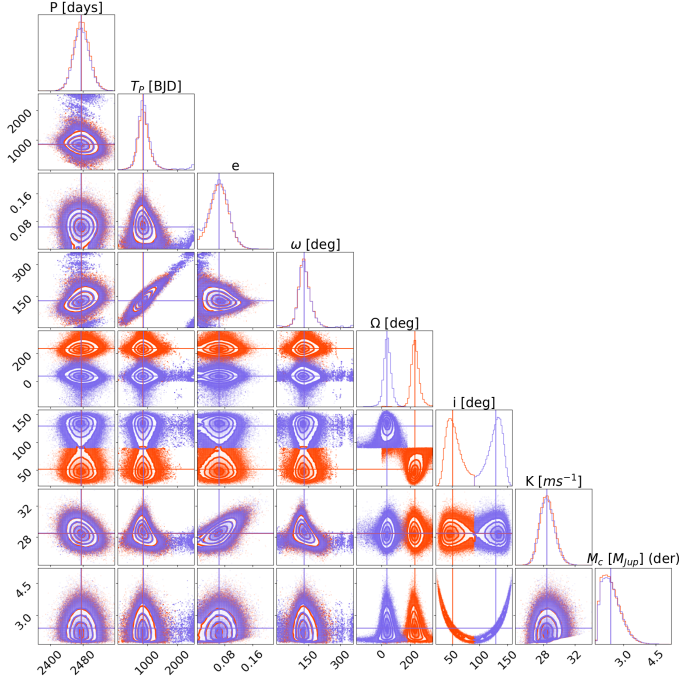 P [days]
T_P [BJD]
2000
1000
e
0.16
0.08
ω [deg]
300
150
Ω [deg]
200
0
i [deg]
150
100
50
K [ms⁻¹]
32
28
M_c [M_Jup] (der)
4.5
3.0
2400 2480 1000 2000 0.08 0.16 150 300 0 200 50 100 150 28 32 3.0 4.5